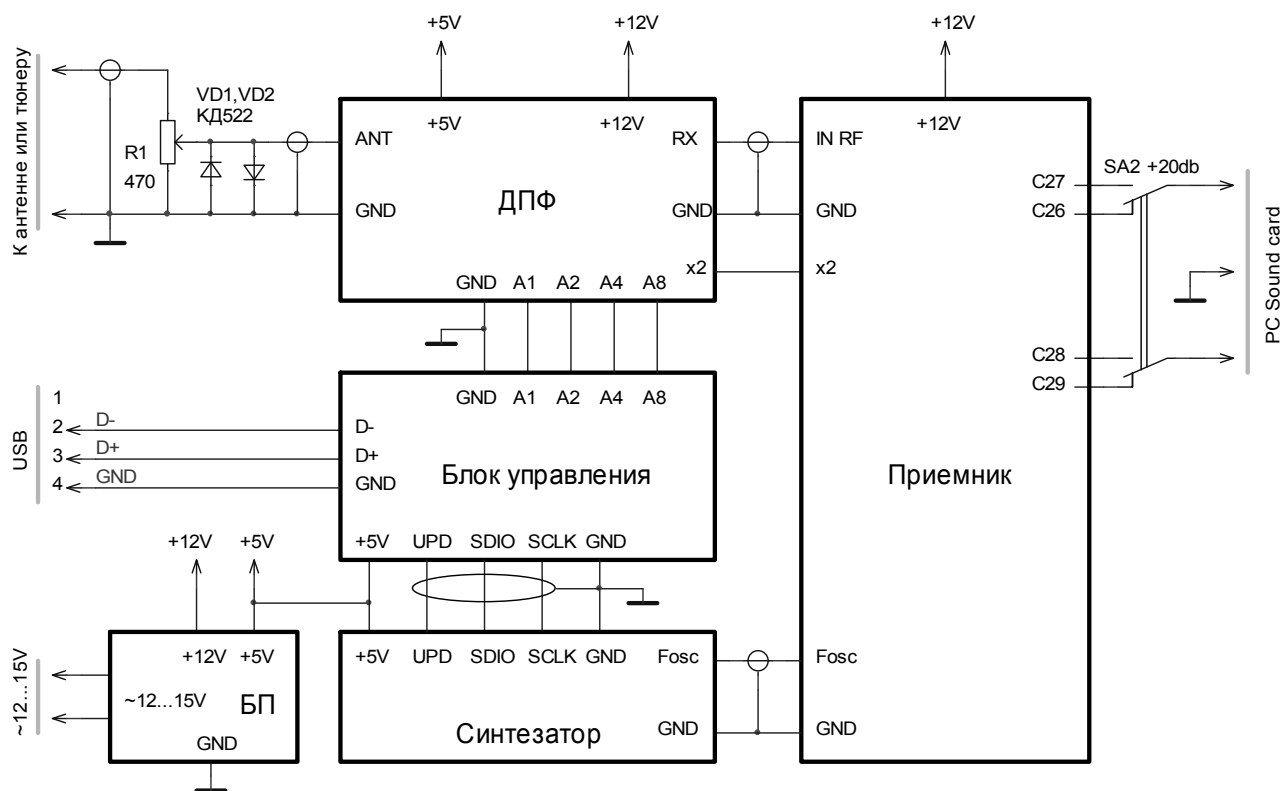 +5V
+12V
+12V
К антенне или тюнеру
VD1,VD2
КД522
R1
470
ANT
GND
+5V
+12V
ДПФ
RX
GND
x2
GND A1 A2 A4 A8
IN RF
GND
x2
+12V
Приемник
C27
C26
C28
C29
SA2 +20db
PC Sound card
USB
1
2
3
4
D-
D+
GND
GND A1 A2 A4 A8
D-
D+
GND
Блок управления
+5V UPD SDIO SCLK GND
+12V +5V
~12...15V
+12V +5V
~12...15V
БП
GND
+5V UPD SDIO SCLK GND
Fosc
GND
Синтезатор
Fosc
GND